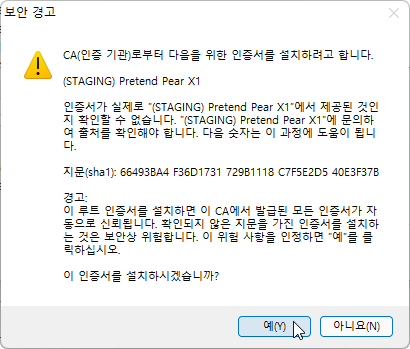 보안 경고
CA(인증 기관)로부터 다음을 위한 인증서를 설치하려고 합니다.
(STAGING) Pretend Pear X1
인증서가 실제로 "(STAGING) Pretend Pear X1"에서 제공된 것인
지 확인할 수 없습니다. "(STAGING) Pretend Pear X1"에 문의하
여 출처를 확인해야 합니다. 다음 숫자는 이 과정에 도움이 됩니
다.
지문(sha1): 66493BA4 F36D1731 729B1118 C7F5E2D5 40E3F37B
경고:
이 루트 인증서를 설치하면 이 CA에서 발급된 모든 인증서가 자
동으로 신뢰됩니다. 확인되지 않은 지문을 가진 인증서를 설치하
는 것은 보안상 위험합니다. 이 위험 사항을 인정하면 "예"를 클
릭하십시오.
이 인증서를 설치하시겠습니까?
예(Y)
아니요(N)